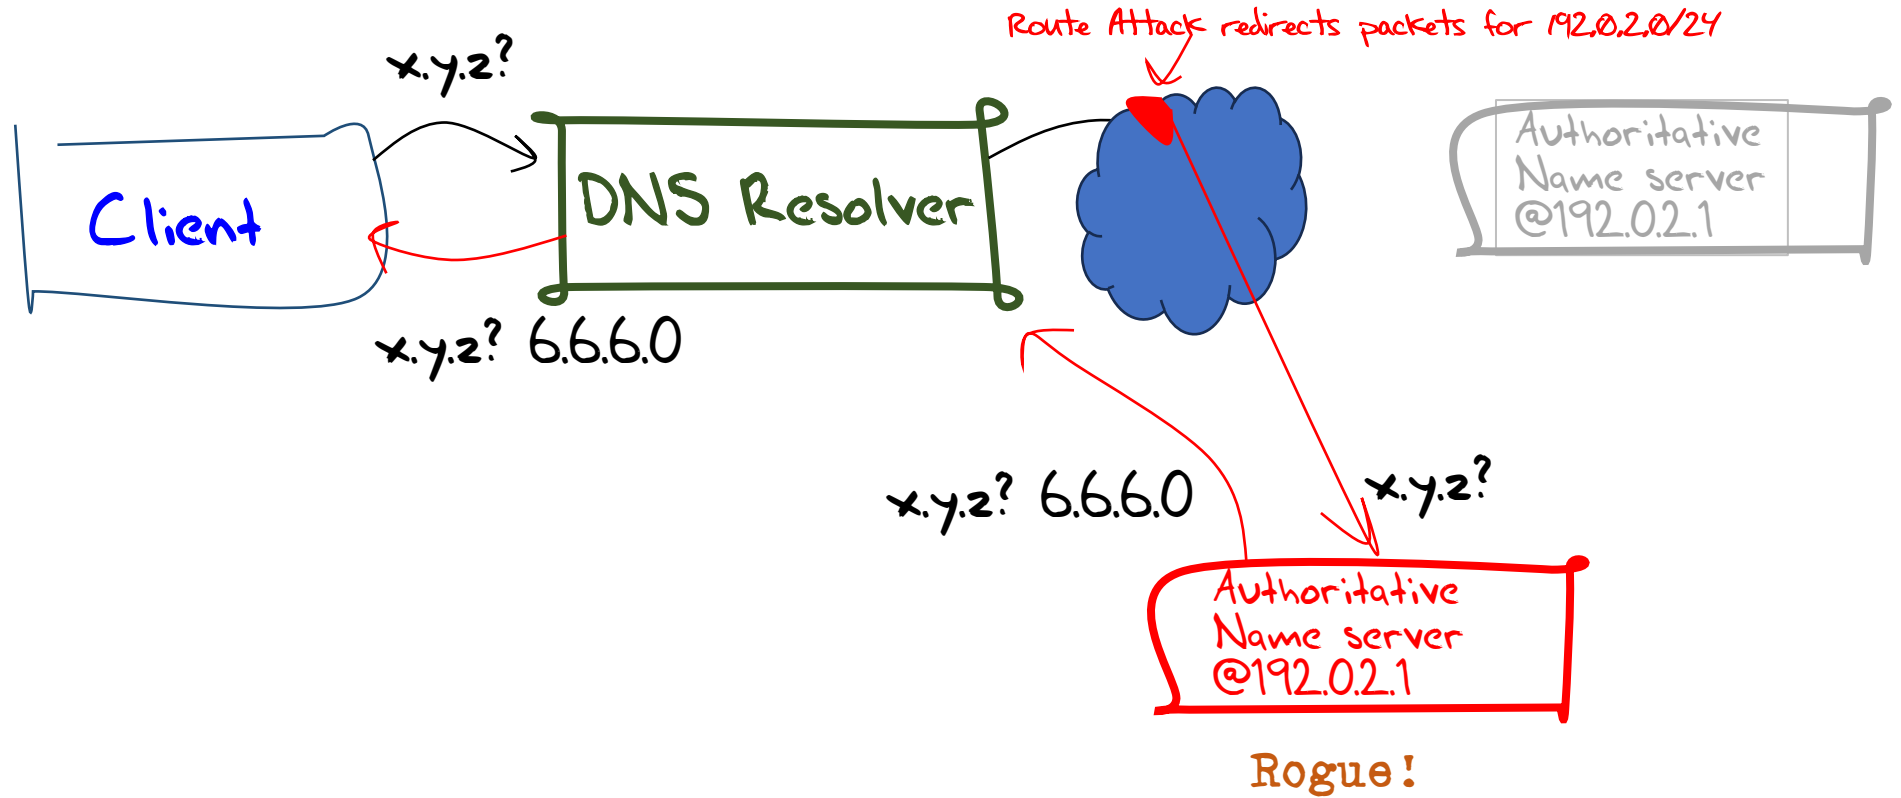 Route Attack redirects packets for 192.0.2.0/24
x.y.z?
Client
DNS Resolver
Authoritative
Name server
@192.0.2.1
x.y.z? 6.6.6.0
x.y.z? 6.6.6.0
x.y.z?
Authoritative
Name server
@192.0.2.1
Rogue!